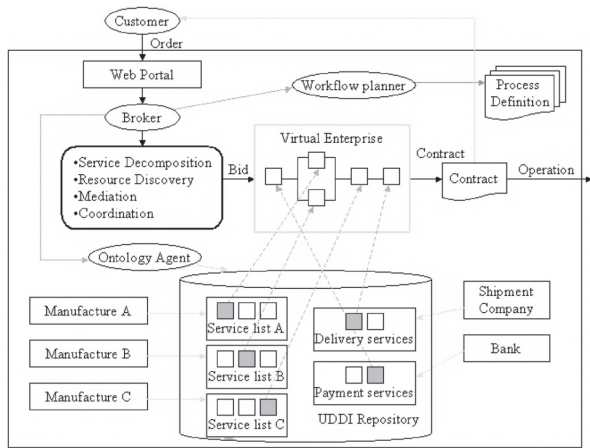 Customer
Order
Web Portal
Workflow planner
Process
Definition
Broker
Virtual Enterprise
•Service Decomposition
•Resource Discovery
•Mediation
•Coordination
Bid
Contract
Contract
Operation
Ontology Agent
Manufacture A
Service list A
Delivery services
Shipment
Company
Manufacture B
Service list B
Bank
Manufacture C
Payment services
Service list C
UDDI Repository